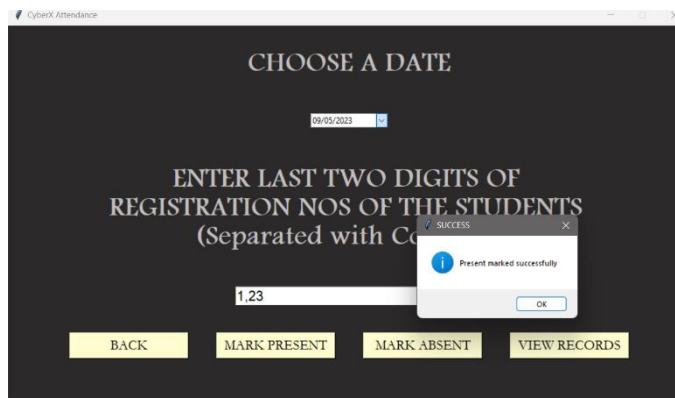 CyberX Attendance
CHOOSE A DATE
09/05/2023
ENTER LAST TWO DIGITS OF
REGISTRATION NOS OF THE STUDENTS
(Separated with Co
SUCCESS
Present marked successfully
OK
1,23
BACK
MARK PRESENT
MARK ABSENT
VIEW RECORDS